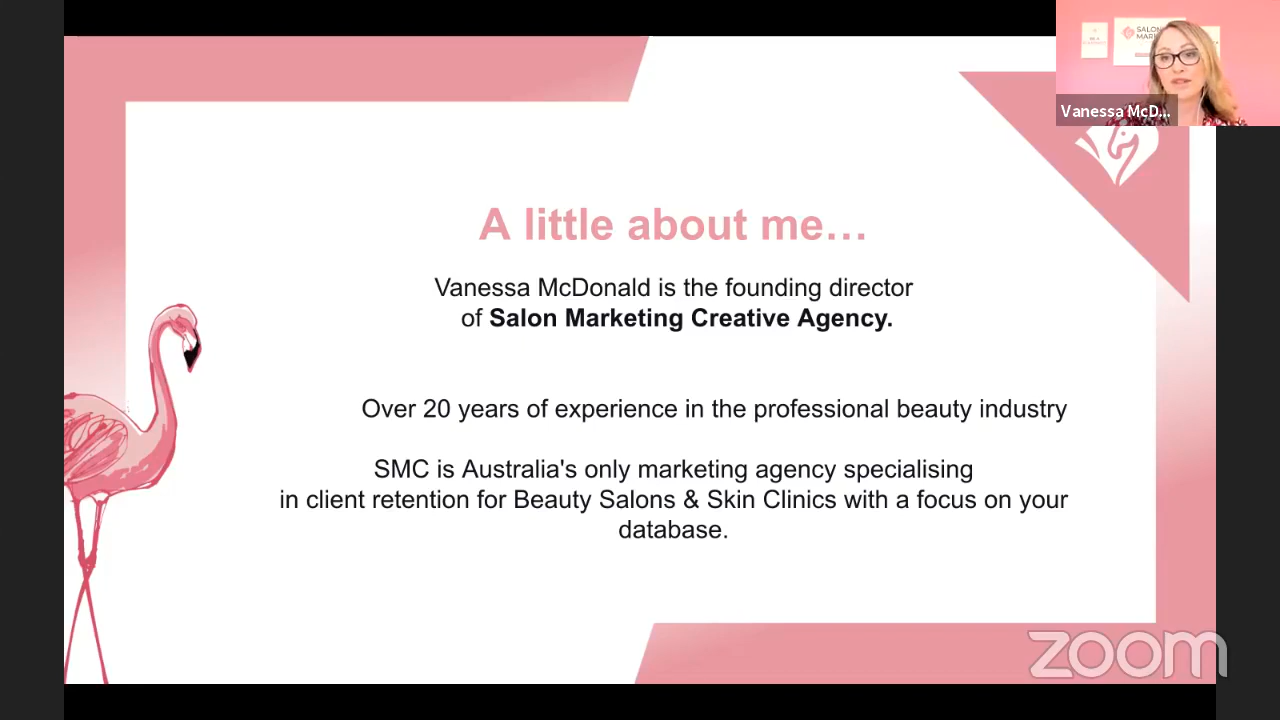 SALON
MARK
Vanessa McD...
A little about me...
Vanessa McDonald is the founding director
of Salon Marketing Creative Agency.
Over 20 years of experience in the professional beauty industry
SMC is Australia's only marketing agency specialising
in client retention for Beauty Salons & Skin Clinics with a focus on your
database.
zoom